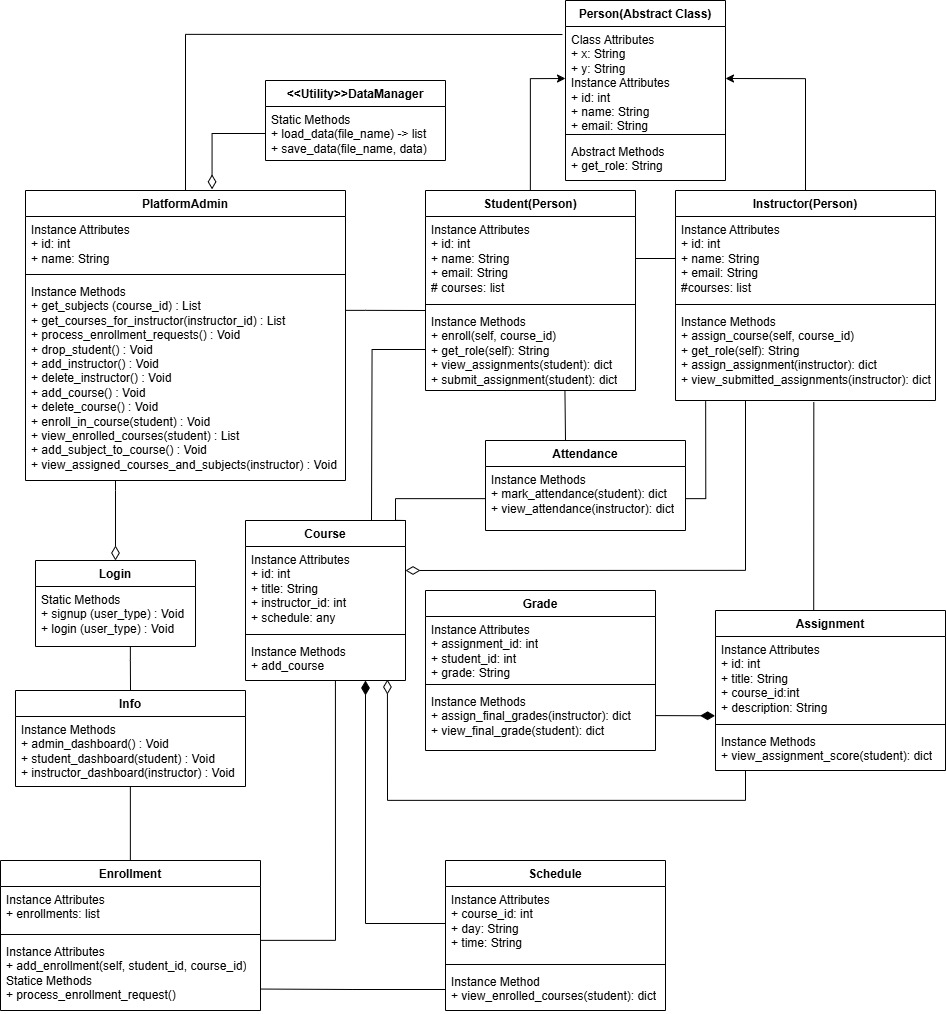 Person(Abstract Class)
Class Attributes
+ x: String
+ y: String
Instance Attributes
+ id: int
+ name: String
+ email: String
Abstract Methods
+ get_role: String
<<Utility>>DataManager
Static Methods
+ load_data(file_name) -> list
+ save_data(file_name, data)
PlatformAdmin
Instance Attributes
+ id: int
+ name: String
Instance Methods
+ get_subjects (course_id) : List
+ get_courses_for_instructor(instructor_id) : List
+ process_enrollment_requests() : Void
+ drop_student() : Void
+ add_instructor() : Void
+ delete_instructor() : Void
+ add_course() : Void
+ delete_course() : Void
+ enroll_in_course(student) : Void
+ view_enrolled_courses(student) : List
+ add_subject_to_course() : Void
+ view_assigned_courses_and_subjects(instructor) : Void
Student(Person)
Instance Attributes
+ id: int
+ name: String
+ email: String
# courses: list
Instance Methods
+ enroll(self, course_id)
+ get_role(self): String
+ view_assignments(student): dict
+ submit_assignment(student): dict
Instructor(Person)
Instance Attributes
+ id: int
+ name: String
+ email: String
#courses: list
Instance Methods
+ assign_course(self, course_id)
+ get_role(self): String
+ assign_assignment(instructor): dict
+ view_submitted_assignments(instructor): dict
Attendance
Instance Methods
+ mark_attendance(student): dict
+ view_attendance(instructor): dict
Course
Instance Attributes
+ id: int
+ title: String
+ instructor_id: int
+ schedule: any
Instance Methods
+ add_course
Login
Static Methods
+ signup (user_type) : Void
+ login (user_type) : Void
Grade
Instance Attributes
+ assignment_id: int
+ student_id: int
+ grade: String
Instance Methods
+ assign_final_grades(instructor): dict
+ view_final_grade(student): dict
Assignment
Instance Attributes
+ id: int
+ title: String
+ course_id:int
+ description: String
Instance Methods
+ view_assignment_score(student): dict
Info
Instance Methods
+ admin_dashboard() : Void
+ student_dashboard(student) : Void
+ instructor_dashboard(instructor) : Void
Enrollment
Instance Attributes
+ enrollments: list
Instance Attributes
+ add_enrollment(self, student_id, course_id)
Statice Methods
+ process_enrollment_request()
Schedule
Instance Attributes
+ course_id: int
+ day: String
+ time: String
Instance Method
+ view_enrolled_courses(student): dict